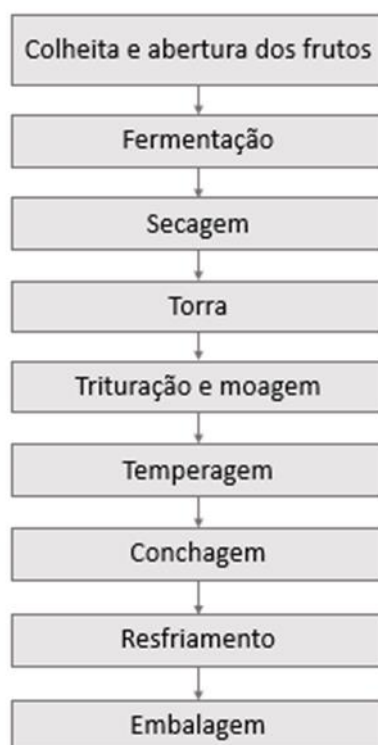 Colheita e abertura dos frutos
Fermentação
Secagem
Torra
Trituração e moagem
Temperagem
Conchagem
Resfriamento
Embalagem